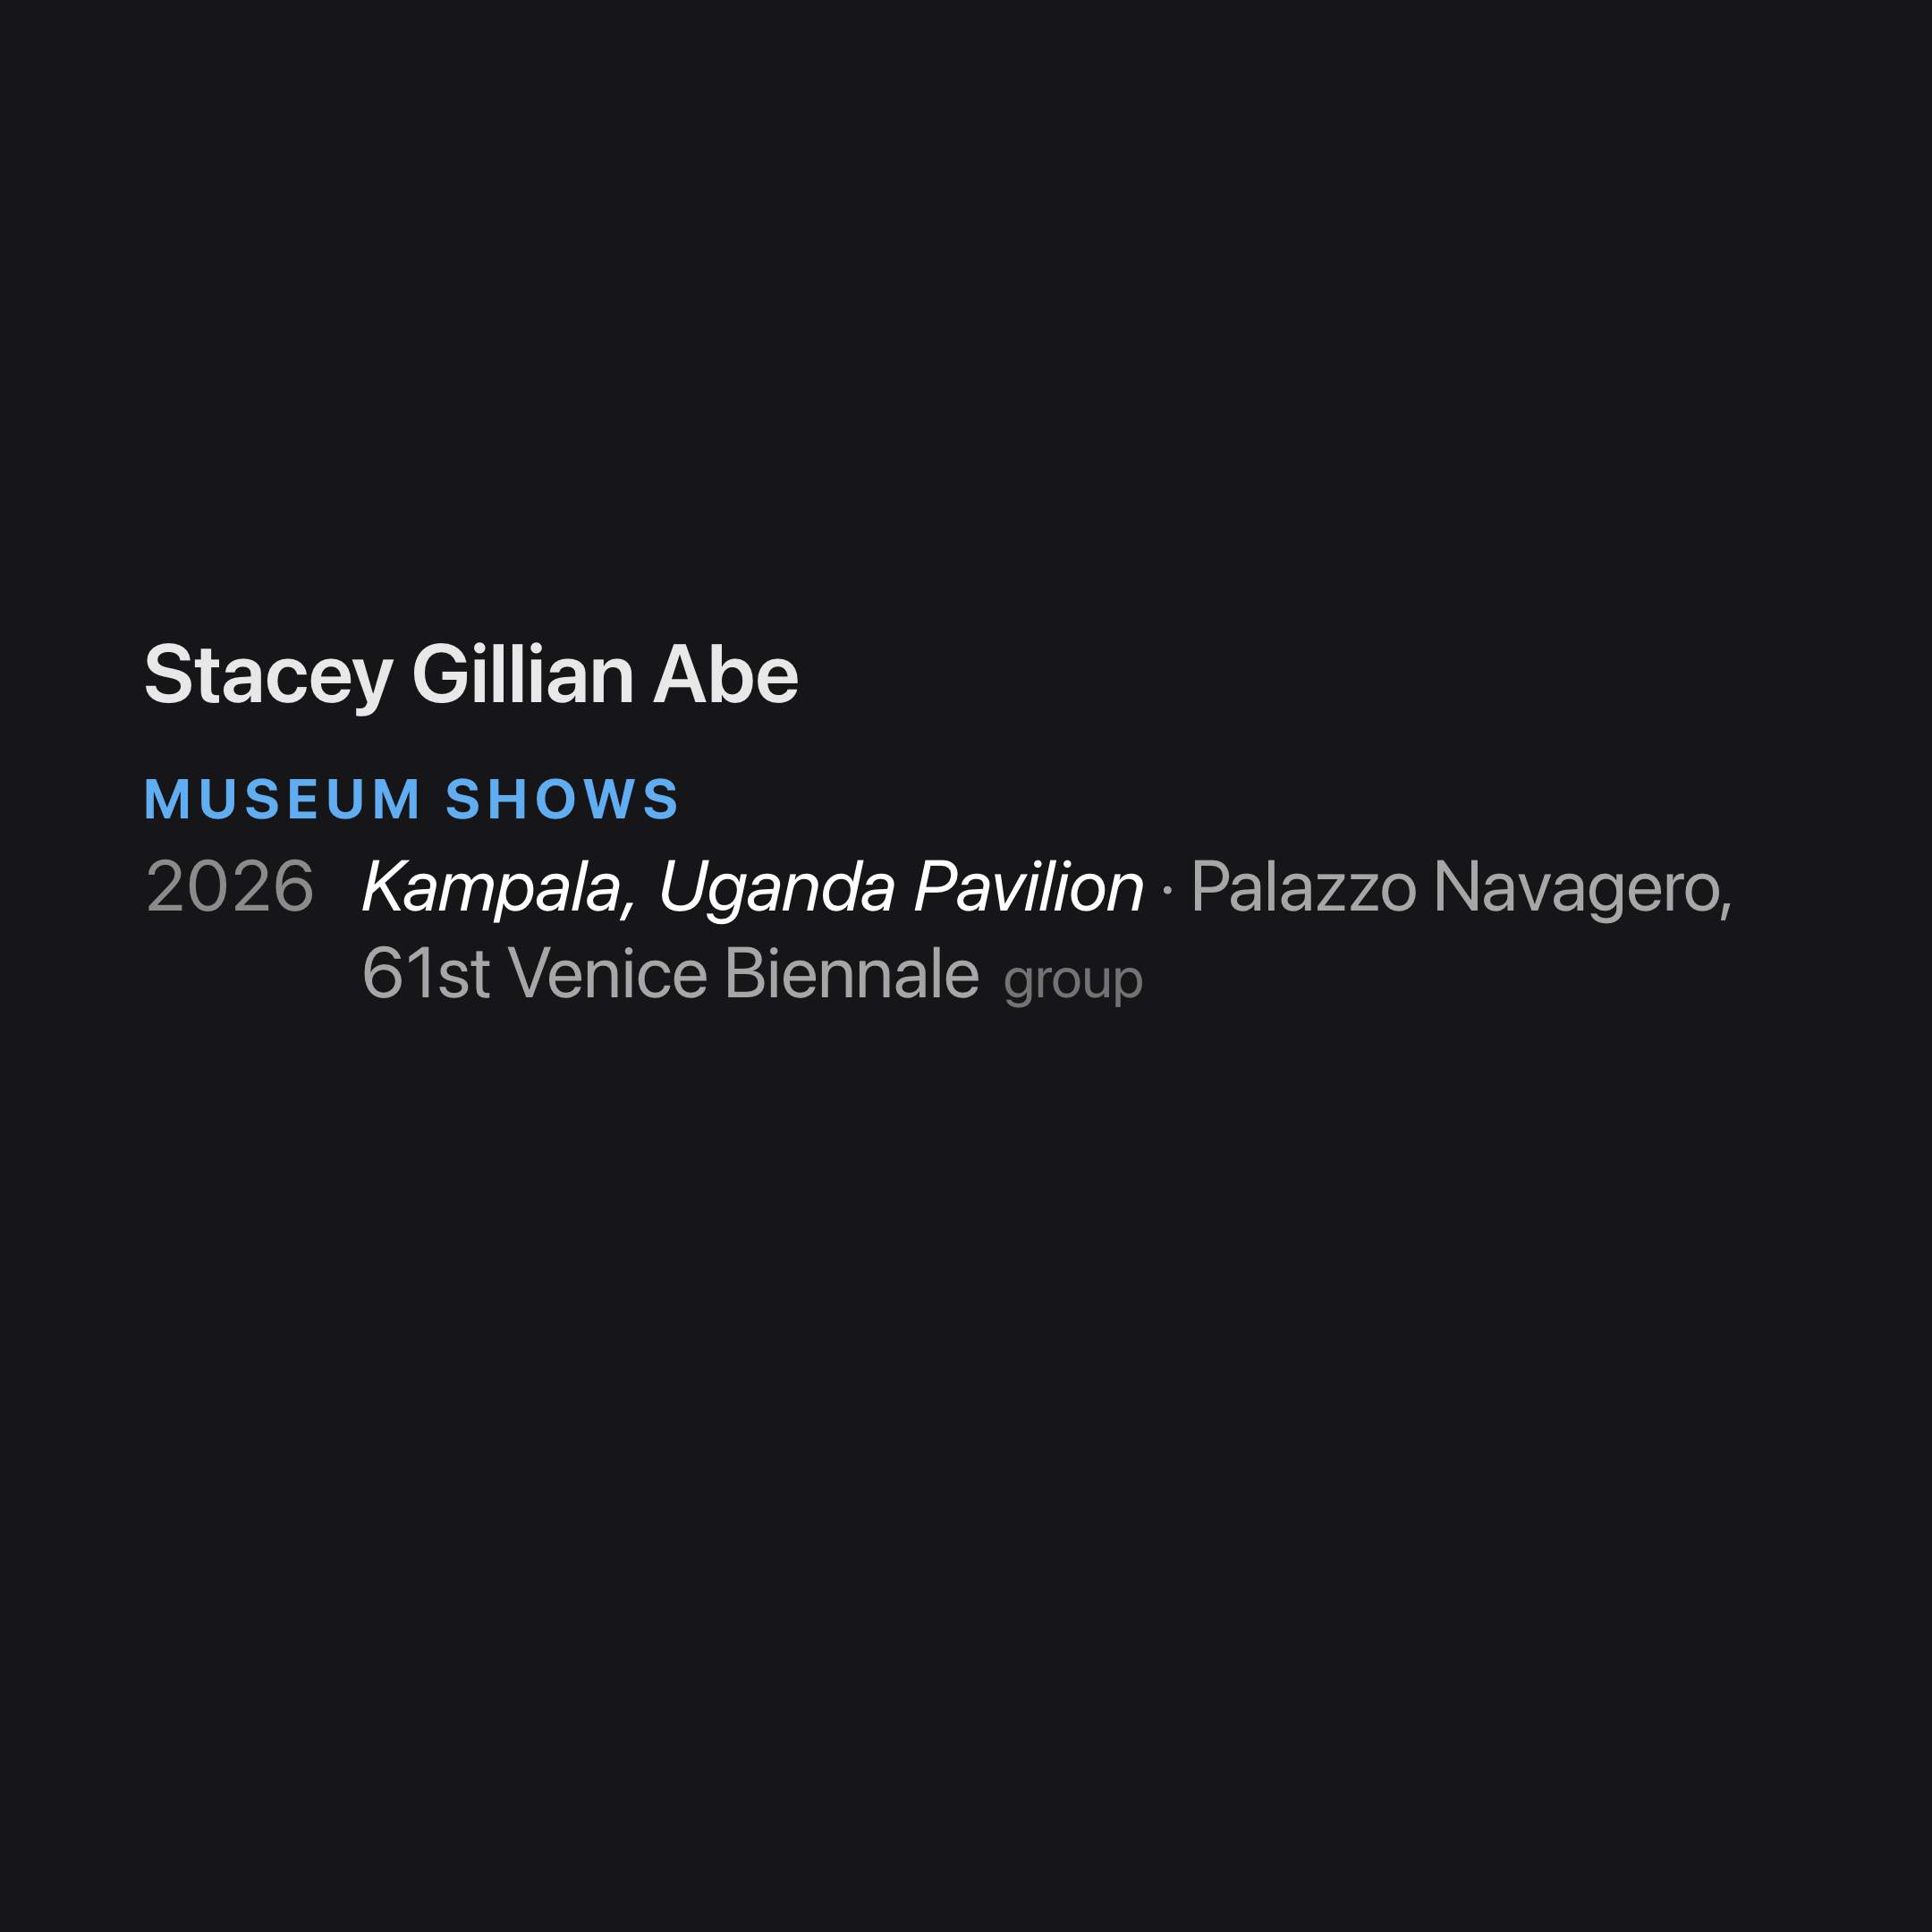 Stacey Gillian Abe
MUSEUM SHOWS
2026 Kampala, Uganda Pavilion · Palazzo Navagero,
61st Venice Biennale group